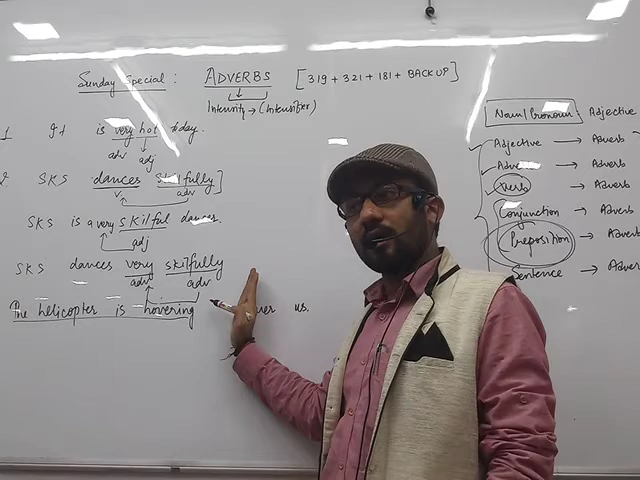 Sunday Special : ADVERBS [319 + 321 + 181 + BACK UP]
Intensity → (Intensifier)
1. It is very hot today.
adv adj
2. SKS dances skilfully]
v adv
SKS is a very skilful dancer.
adj
SKS dances very skilfully
adv adv
The helicopter is hovering us.
Noun/Pronoun Adjective
Adjective → Adverb
Adverb → Adverb
Verb → Adverb
Conjunction → Adverb
Preposition → Adverb
Sentence → Adver